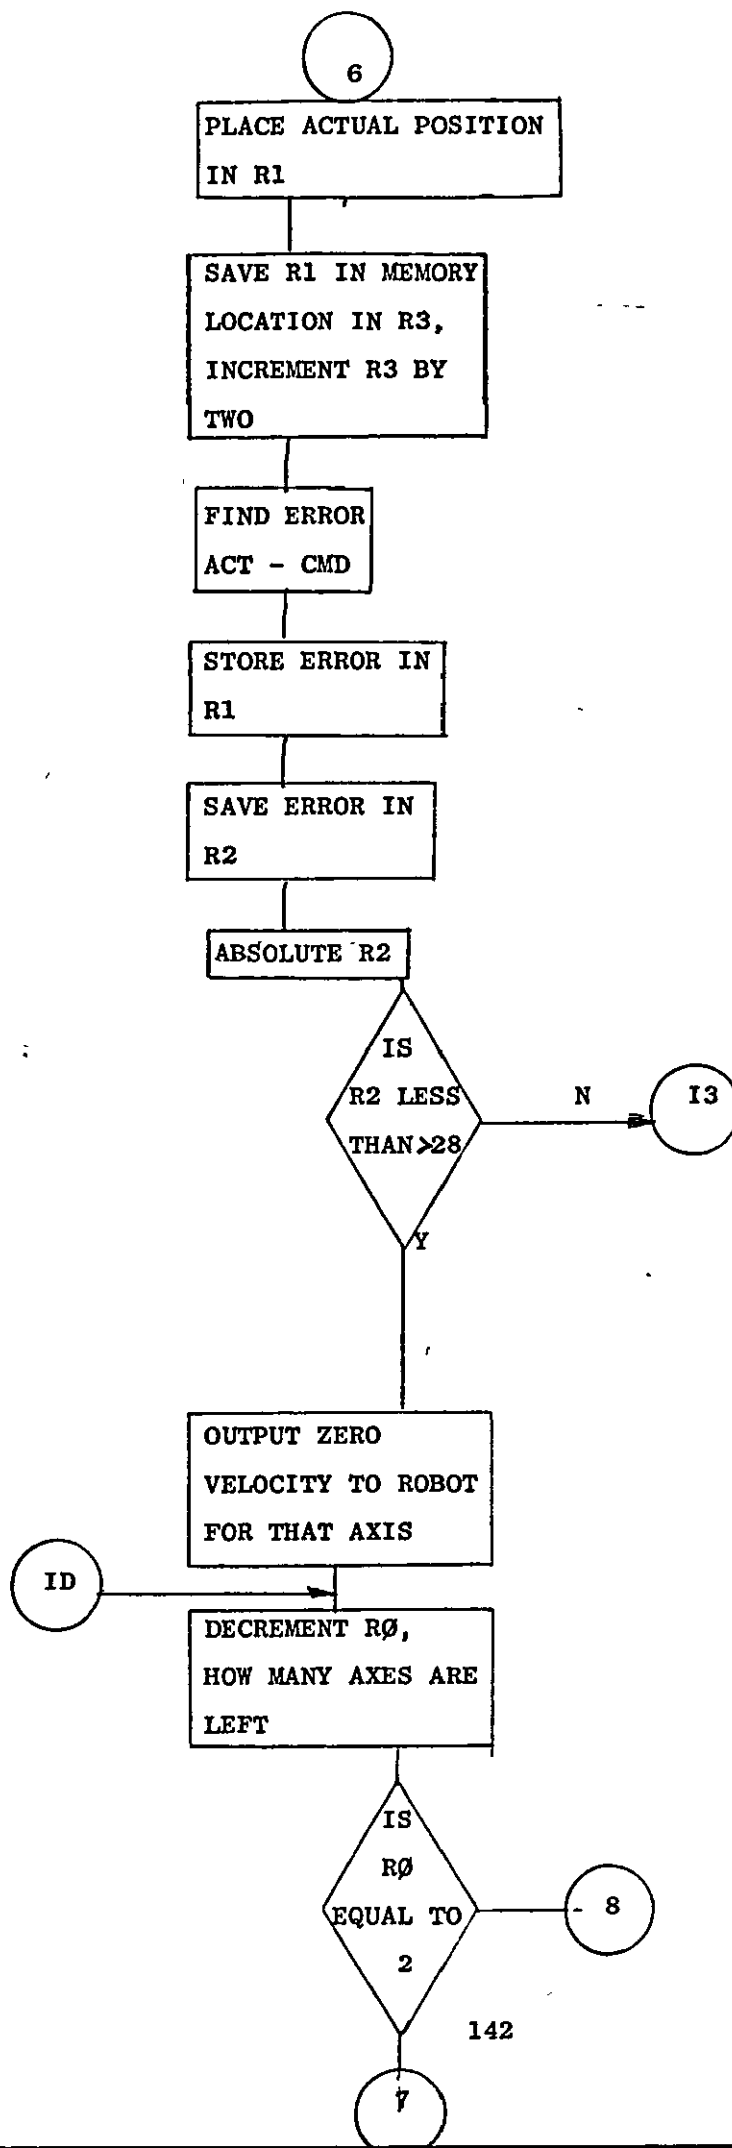 6
PLACE ACTUAL POSITION
IN R1
SAVE R1 IN MEMORY
LOCATION IN R3,
INCREMENT R3 BY
TWO
FIND ERROR
ACT - CMD
STORE ERROR IN
R1
SAVE ERROR IN
R2
ABSOLUTE R2
IS
R2 LESS
THAN>28
N
I3
Y
OUTPUT ZERO
VELOCITY TO ROBOT
FOR THAT AXIS
ID
DECREMENT RØ,
HOW MANY AXES ARE
LEFT
IS
RØ
EQUAL TO
2
8
142
7